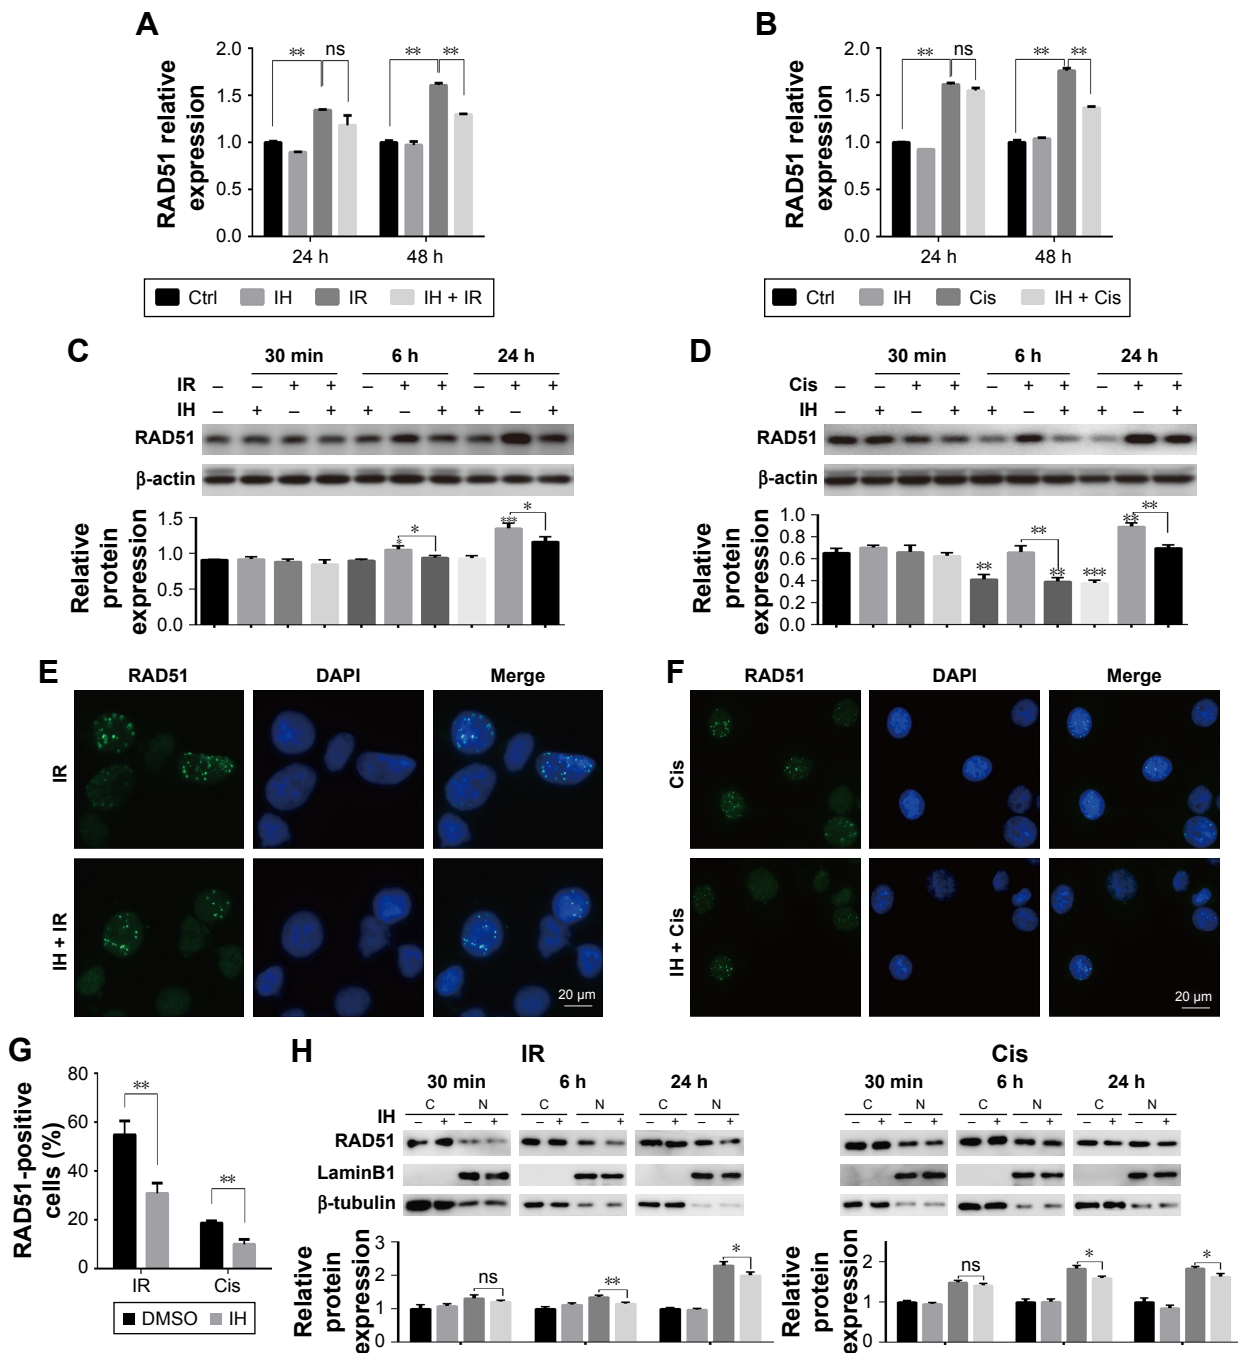 A
RAD51 relative
expression
2.0
1.5
1.0
0.5
0.0
** ns ** **
24 h 48 h
Ctrl IH IR IH + IR
B
RAD51 relative
expression
2.0
1.5
1.0
0.5
0.0
** ns ** **
24 h 48 h
Ctrl IH Cis IH + Cis
C
30 min 6 h 24 h
IR – – + + – + + – + +
IH – + – + + – + + – +
RAD51
β-actin
Relative
protein
expression
1.5
1.0
0.5
0.0
* * *** *
D
30 min 6 h 24 h
Cis – – + + – + + – + +
IH – + – + + – + + – +
RAD51
β-actin
Relative
protein
expression
1.0
0.8
0.6
0.4
0.2
0.0
** ** ** *** ** **
E
RAD51 DAPI Merge
IR
IH + IR
20 µm
F
RAD51 DAPI Merge
Cis
IH + Cis
20 µm
G
RAD51-positive
cells (%)
80
60
40
20
0
** **
IR Cis
DMSO IH
H
IR
30 min 6 h 24 h
C N C N C N
IH – + – + – + – + – + – +
RAD51
LaminB1
β-tubulin
Relative
protein
expression
3
2
1
0
ns ** *
Cis
30 min 6 h 24 h
C N C N C N
– + – + – + – + – + – +
Relative
protein
expression
2
1
0
ns * *